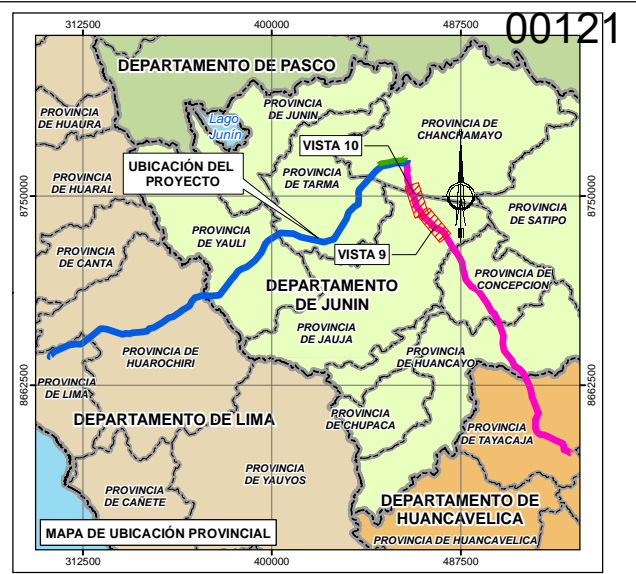 00121
312500
400000
487500
DEPARTAMENTO DE PASCO
PROVINCIA
DE HUAURA
PROVINCIA
DE JUNIN
Lago
Junín
PROVINCIA DE
CHANCHAMAYO
VISTA 10
UBICACIÓN DEL
PROYECTO
PROVINCIA
DE TARMA
PROVINCIA
DE HUARAL
8750000
8750000
PROVINCIA
DE SATIPO
PROVINCIA
DE YAULI
PROVINCIA
DE CANTA
VISTA 9
PROVINCIA DE
CONCEPCION
DEPARTAMENTO
DE JUNIN
PROVINCIA
DE JAUJA
PROVINCIA DE
HUAROCHIRI
PROVINCIA
DE HUANCAYO
PROVINCIA
DE LIMA
8662500
8662500
DEPARTAMENTO DE LIMA
PROVINCIA
DE CHUPACA
PROVINCIA
DE TAYACAJA
PROVINCIA
DE YAUYOS
PROVINCIA
DE CAÑETE
DEPARTAMENTO DE
HUANCAVELICA
MAPA DE UBICACIÓN PROVINCIAL
PROVINCIA DE HUANCAVELICA
312500
400000
487500